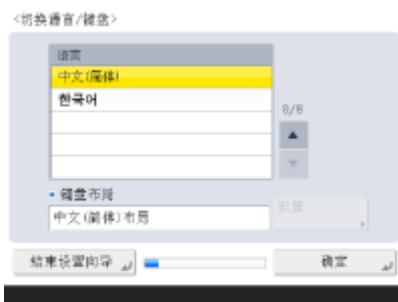 <切换语言/键盘>
语言
中文(简体)
한국어
8/8
键盘布局
中文(简体)布局
设置
结束设置向导
确定